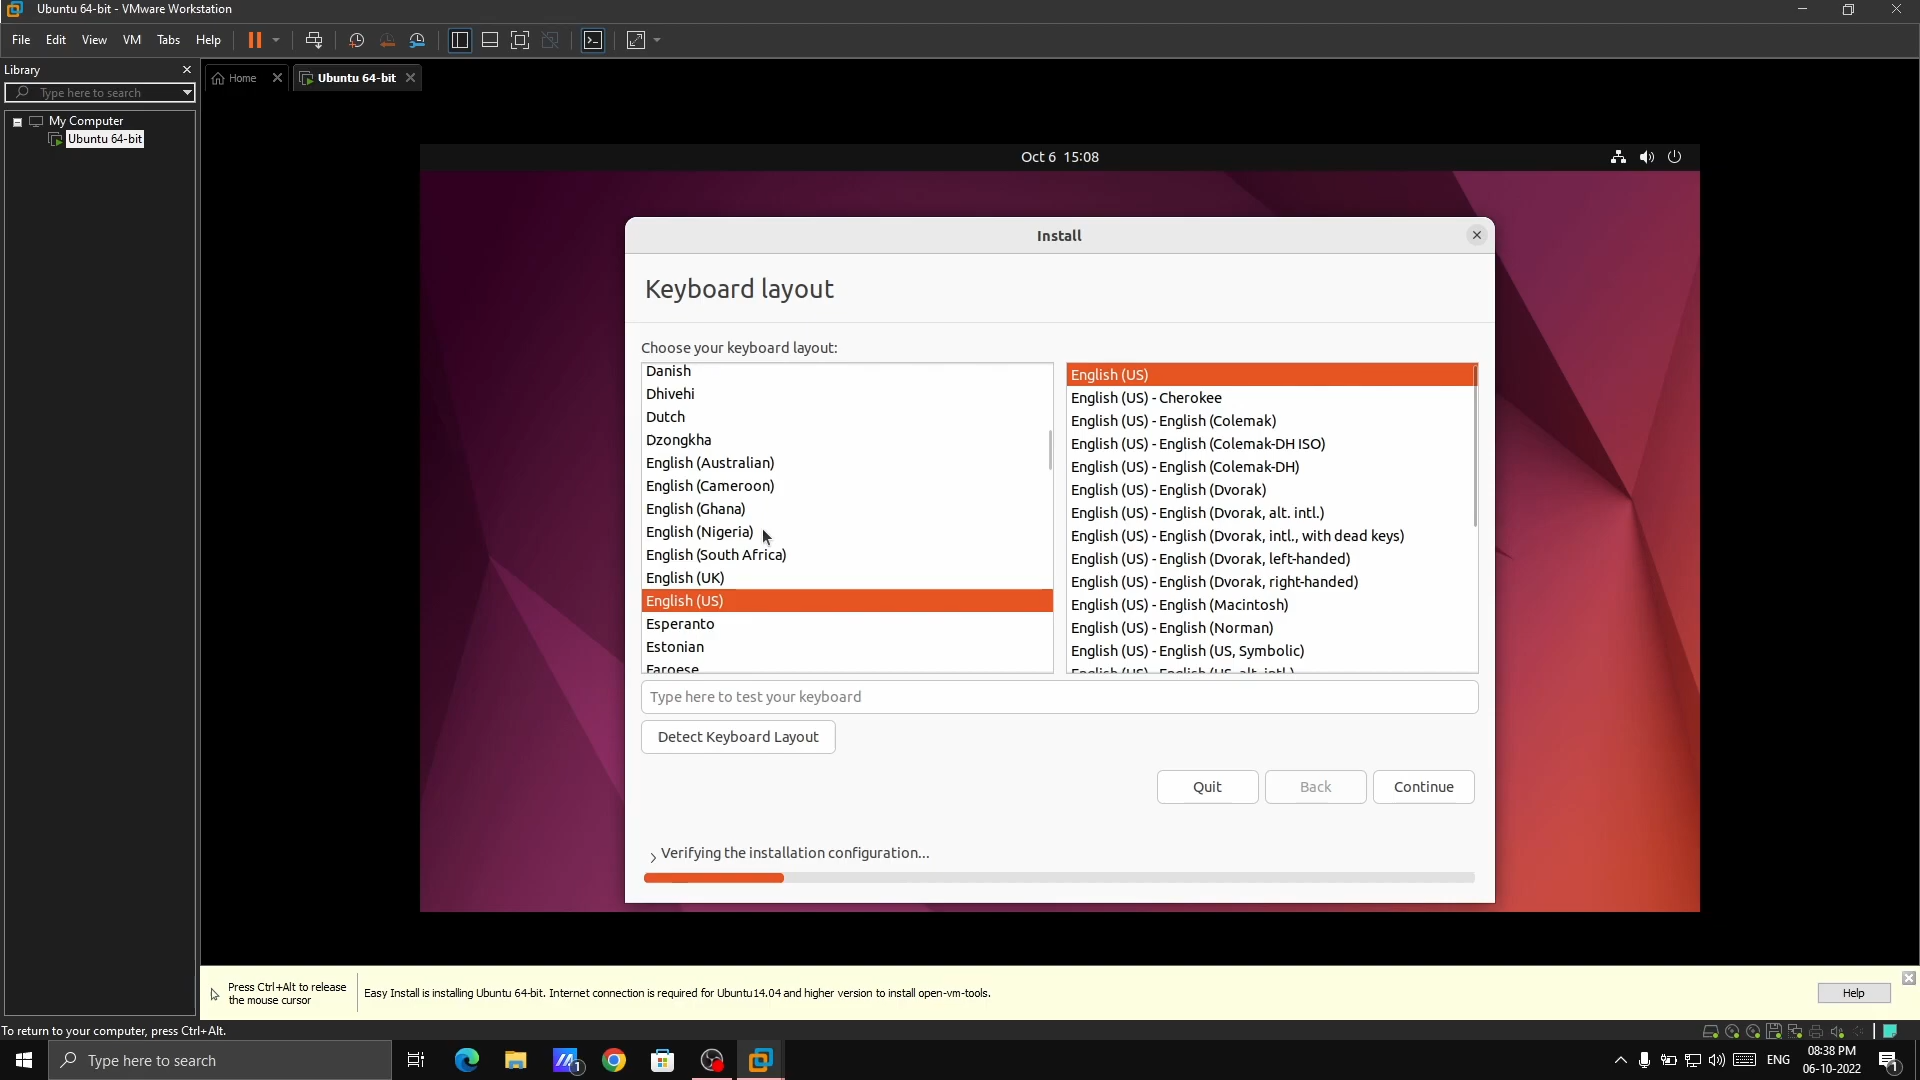 Ubuntu 64-bit - VMware Workstation
File Edit View VM Tabs Help
Library
Home
Ubuntu 64-bit
Type here to search
My Computer
Ubuntu 64-bit
Oct 6 15:08
Install
Keyboard layout
Choose your keyboard layout:
Danish
Dhivehi
Dutch
Dzongkha
English (Australian)
English (Cameroon)
English (Ghana)
English (Nigeria)
English (South Africa)
English (UK)
English (US)
Esperanto
Estonian
Faroese
English (US)
English (US) - Cherokee
English (US) - English (Colemak)
English (US) - English (Colemak-DH ISO)
English (US) - English (Colemak-DH)
English (US) - English (Dvorak)
English (US) - English (Dvorak, alt. intl.)
English (US) - English (Dvorak, intl., with dead keys)
English (US) - English (Dvorak, left-handed)
English (US) - English (Dvorak, right-handed)
English (US) - English (Macintosh)
English (US) - English (Norman)
English (US) - English (US, Symbolic)
English (US) - English (US, alt. intl.)
Type here to test your keyboard
Detect Keyboard Layout
Quit
Back
Continue
Verifying the installation configuration...
Press Ctrl+Alt to release
the mouse cursor
Easy Install is installing Ubuntu 64-bit. Internet connection is required for Ubuntu14.04 and higher version to install open-vm-tools.
Help
To return to your computer, press Ctrl+Alt.
Type here to search
1
ENG
08:38 PM
06-10-2022
1